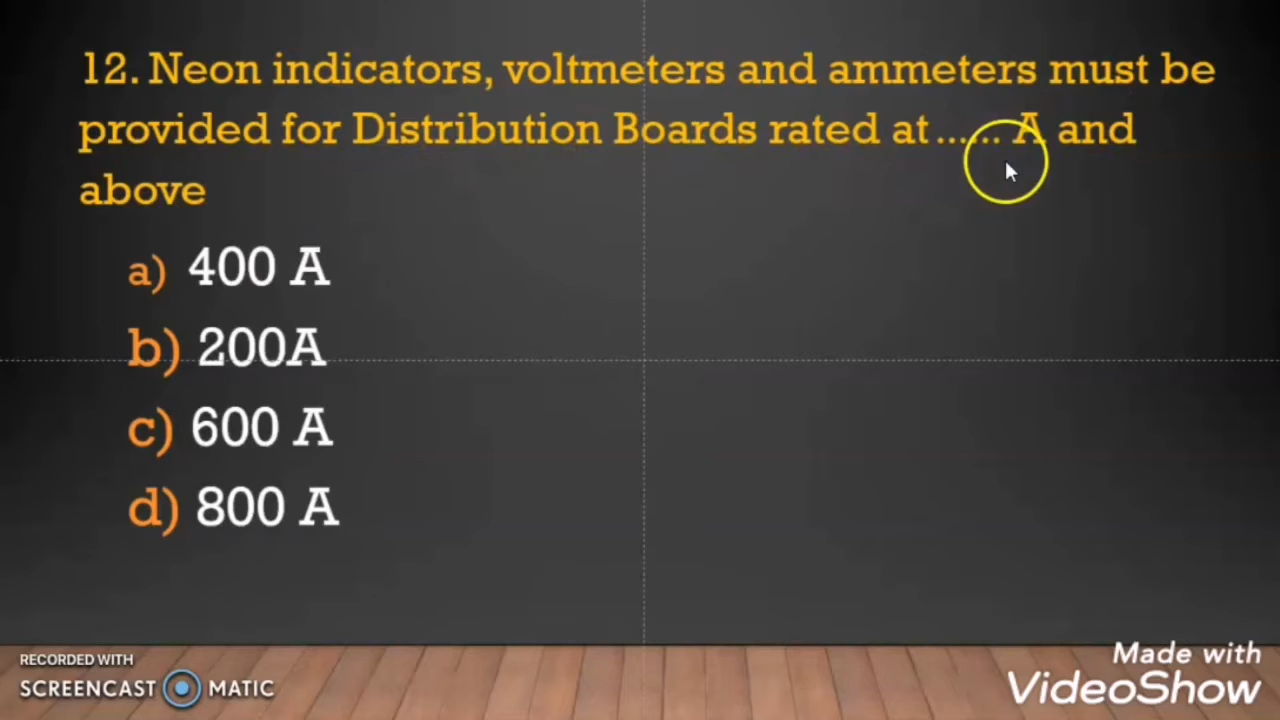 12. Neon indicators, voltmeters and ammeters must be
provided for Distribution Boards rated at ...... A and
above
a) 400 A
b) 200A
c) 600 A
d) 800 A
RECORDED WITH
SCREENCAST MATIC
Made with
VideoShow